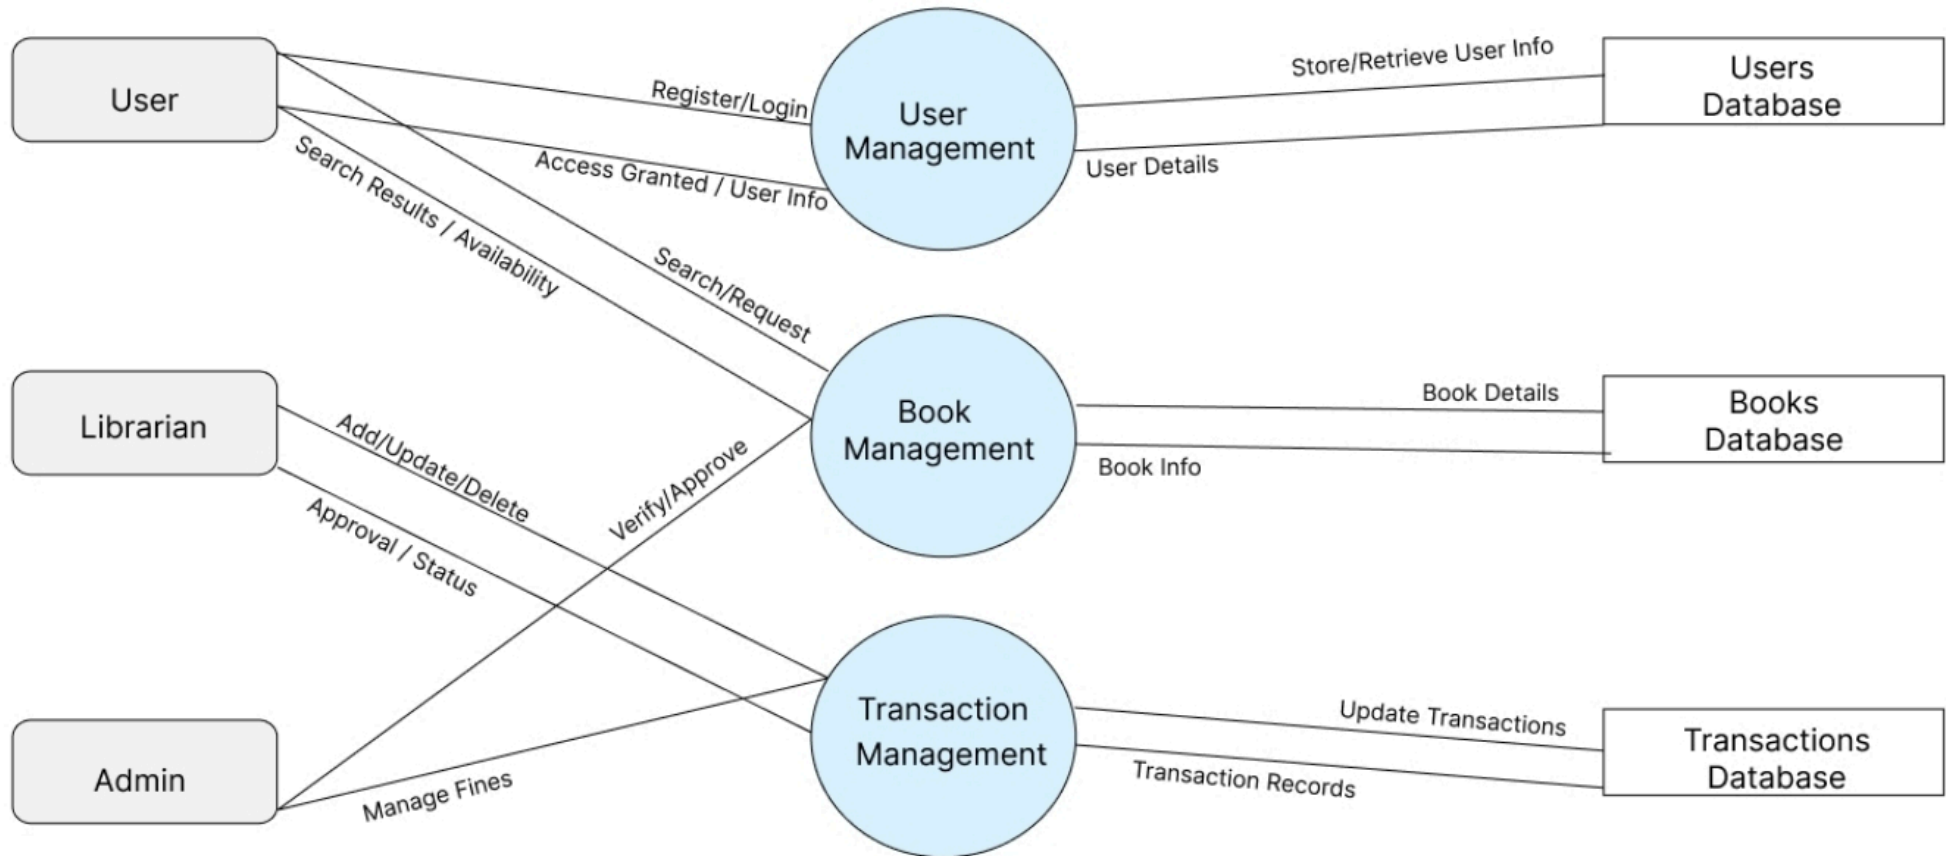 User
Register/Login
Access Granted / User Info
Search Results / Availability
Search/Request
User
Management
Store/Retrieve User Info
User Details
Users
Database
Librarian
Add/Update/Delete
Approval / Status
Verify/Approve
Book
Management
Book Details
Book Info
Books
Database
Admin
Manage Fines
Transaction
Management
Update Transactions
Transaction Records
Transactions
Database